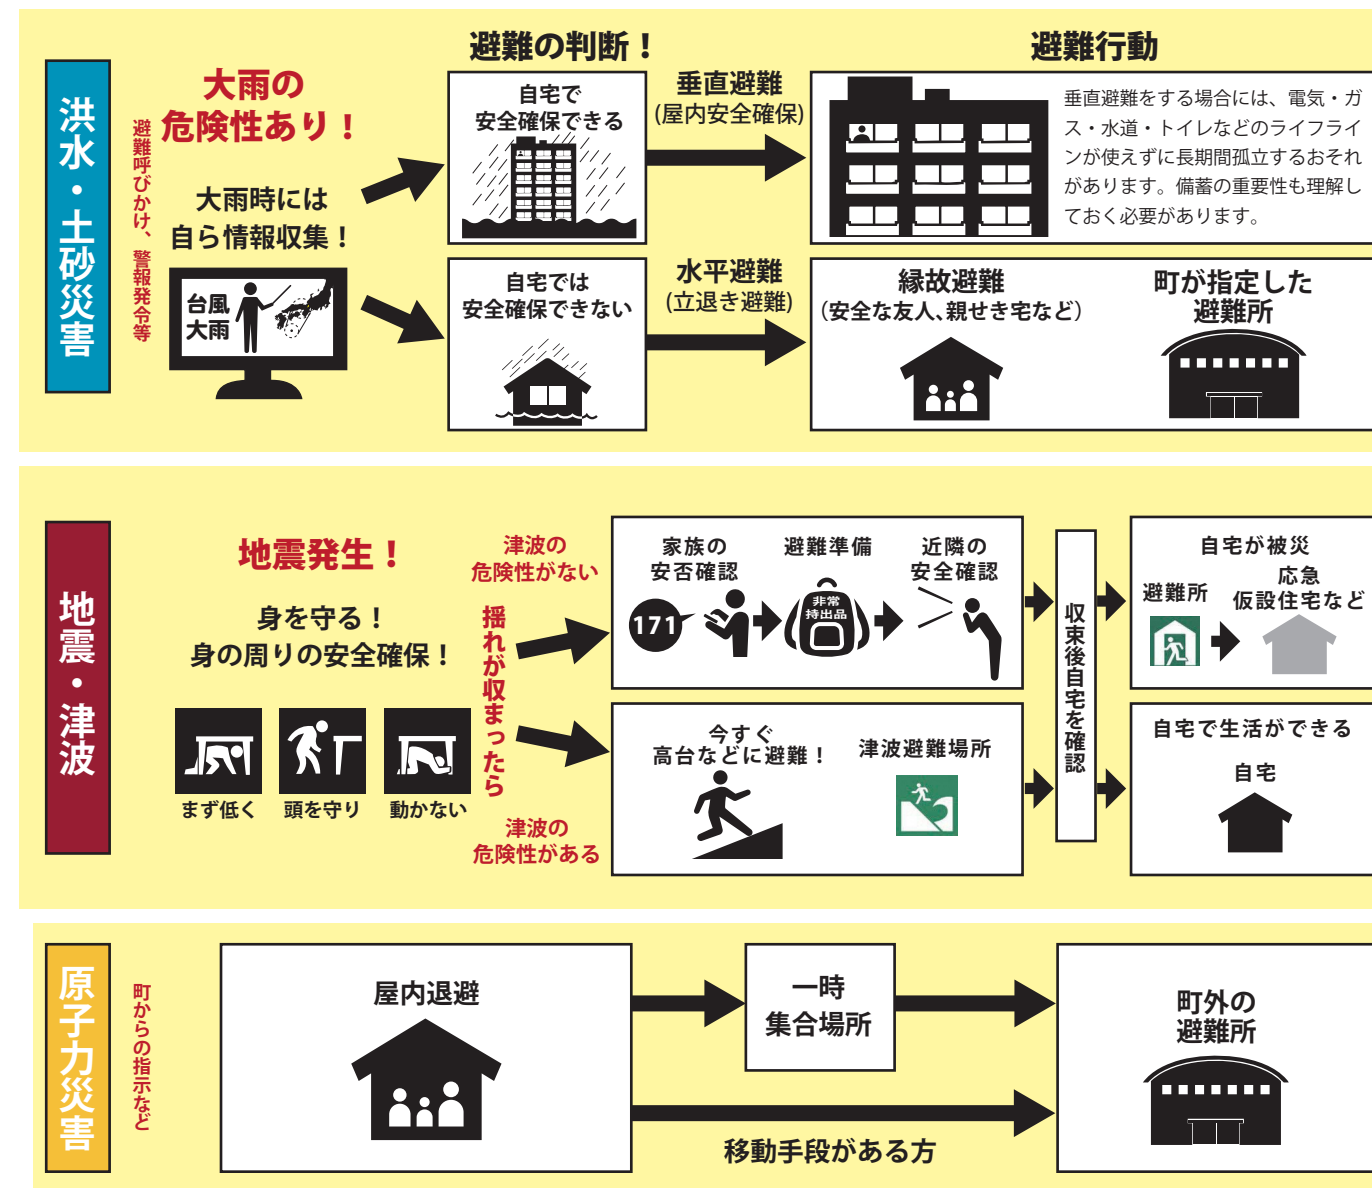 洪水・土砂災害
避難呼びかけ、警報発令等
大雨の
危険性あり！
大雨時には
自ら情報収集！
台風
大雨
避難の判断！
自宅で
安全確保できる
自宅では
安全確保できない
垂直避難
(屋内安全確保)
水平避難
(立退き避難)
避難行動
垂直避難をする場合には、電気・ガ
ス・水道・トイレなどのライフライ
ンが使えずに長期間孤立するおそれ
があります。備蓄の重要性も理解し
ておく必要があります。
縁故避難
（安全な友人、親せき宅など）
町が指定した
避難所
地震・津波
地震発生！
身を守る！
身の周りの安全確保！
まず低く
頭を守り
動かない
揺れが収まったら
津波の
危険性がない
津波の
危険性がある
家族の
安否確認
171
避難準備
非常
持出品
近隣の
安全確認
今すぐ
高台などに避難！
津波避難場所
収束後自宅を確認
自宅が被災
避難所
応急
仮設住宅など
自宅で生活ができる
自宅
原子力災害
町からの指示など
屋内退避
一時
集合場所
移動手段がある方
町外の
避難所